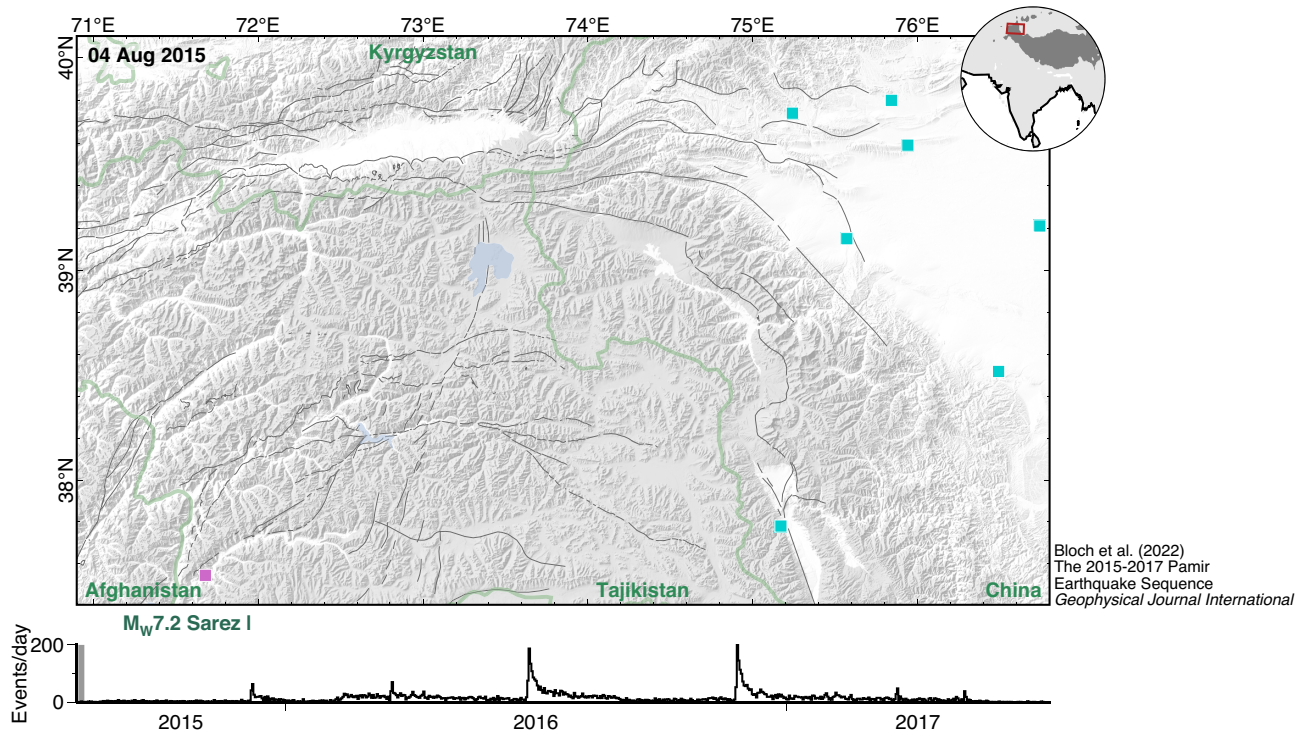 71°E 72°E 73°E 74°E 75°E 76°E
40°N
04 Aug 2015
Kyrgyzstan
39°N
38°N
Afghanistan
Tajikistan
China
Bloch et al. (2022)
The 2015-2017 Pamir
Earthquake Sequence
Geophysical Journal International
MW7.2 Sarez I
Events/day
200
0
2015 2016 2017